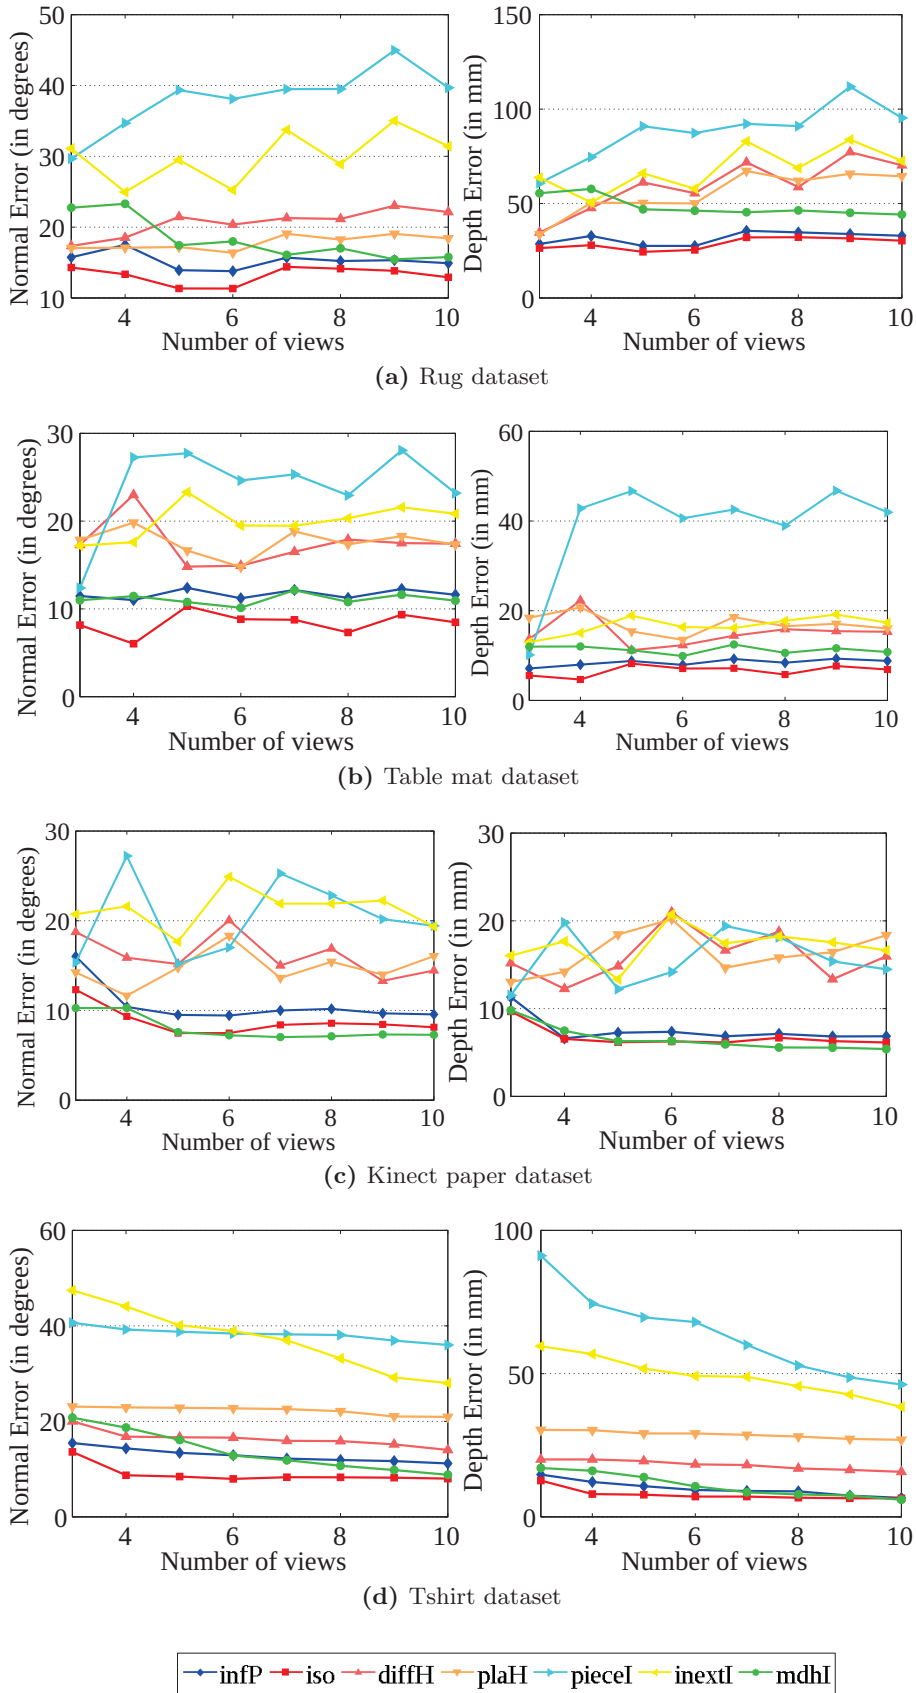 50
40
30
20
10
4 6 8 10
Normal Error (in degrees)
Number of views
150
100
50
0
4 6 8 10
Depth Error (in mm)
Number of views
(a) Rug dataset
30
20
10
0
4 6 8 10
Normal Error (in degrees)
Number of views
60
40
20
0
4 6 8 10
Depth Error (in mm)
Number of views
(b) Table mat dataset
30
20
10
0
4 6 8 10
Normal Error (in degrees)
Number of views
30
20
10
0
4 6 8 10
Depth Error (in mm)
Number of views
(c) Kinect paper dataset
60
40
20
0
4 6 8 10
Normal Error (in degrees)
Number of views
100
50
0
4 6 8 10
Depth Error (in mm)
Number of views
(d) Tshirt dataset
infP iso diffH plaH pieceI inextI mdhI